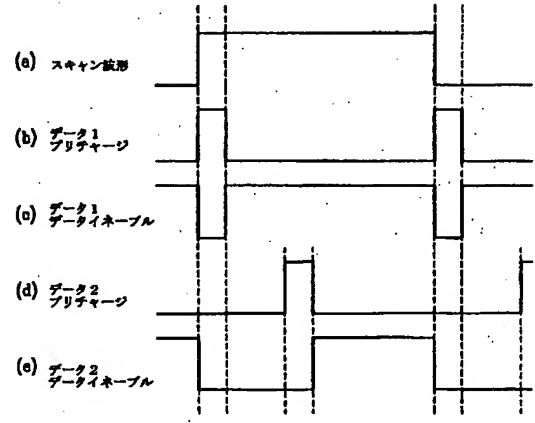 (a) スキャン波形
(b) データ1
プリチャージ
(c) データ1
データイネーブル
(d) データ2
プリチャージ
(e) データ2
データイネーブル